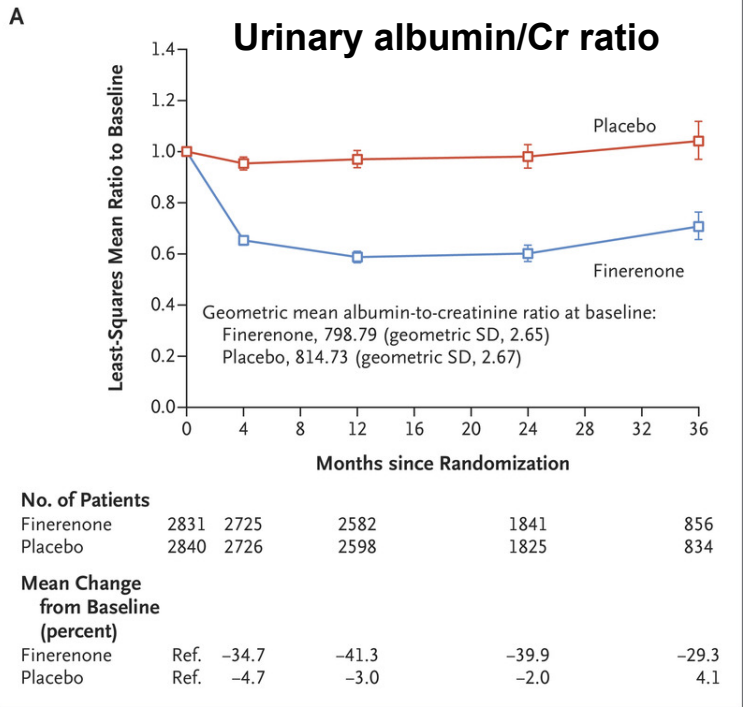 A
Urinary albumin/Cr ratio
Least-Squares Mean Ratio to Baseline
1.4
1.2
1.0
0.8
0.6
0.4
0.2
0.0
Placebo
Finerenone
Geometric mean albumin-to-creatinine ratio at baseline:
Finerenone, 798.79 (geometric SD, 2.65)
Placebo, 814.73 (geometric SD, 2.67)
0 4 8 12 16 20 24 28 32 36
Months since Randomization
No. of Patients
Finerenone 2831 2725 2582 1841 856
Placebo 2840 2726 2598 1825 834
Mean Change
from Baseline
(percent)
Finerenone Ref. −34.7 −41.3 −39.9 −29.3
Placebo Ref. −4.7 −3.0 −2.0 4.1